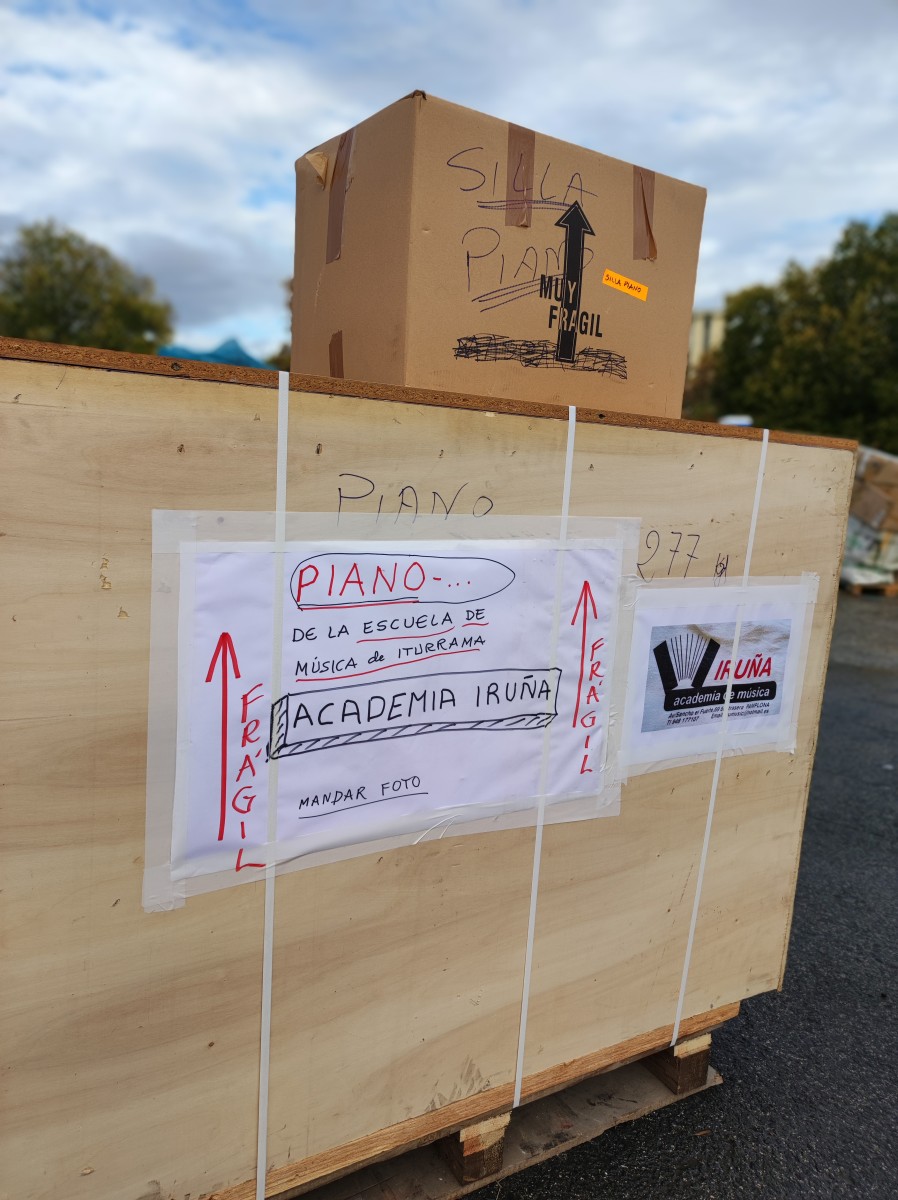 SILLA
PIANO
MUY
FRAGIL
SILLA PIANO
PIANO
277
PIANO-...
DE LA ESCUELA DE
MÚSICA de ITURRAMA
ACADEMIA IRUÑA
MANDAR FOTO
FRÁGIL
FRÁGIL
IRUÑA
academia de música
PAMPLONA